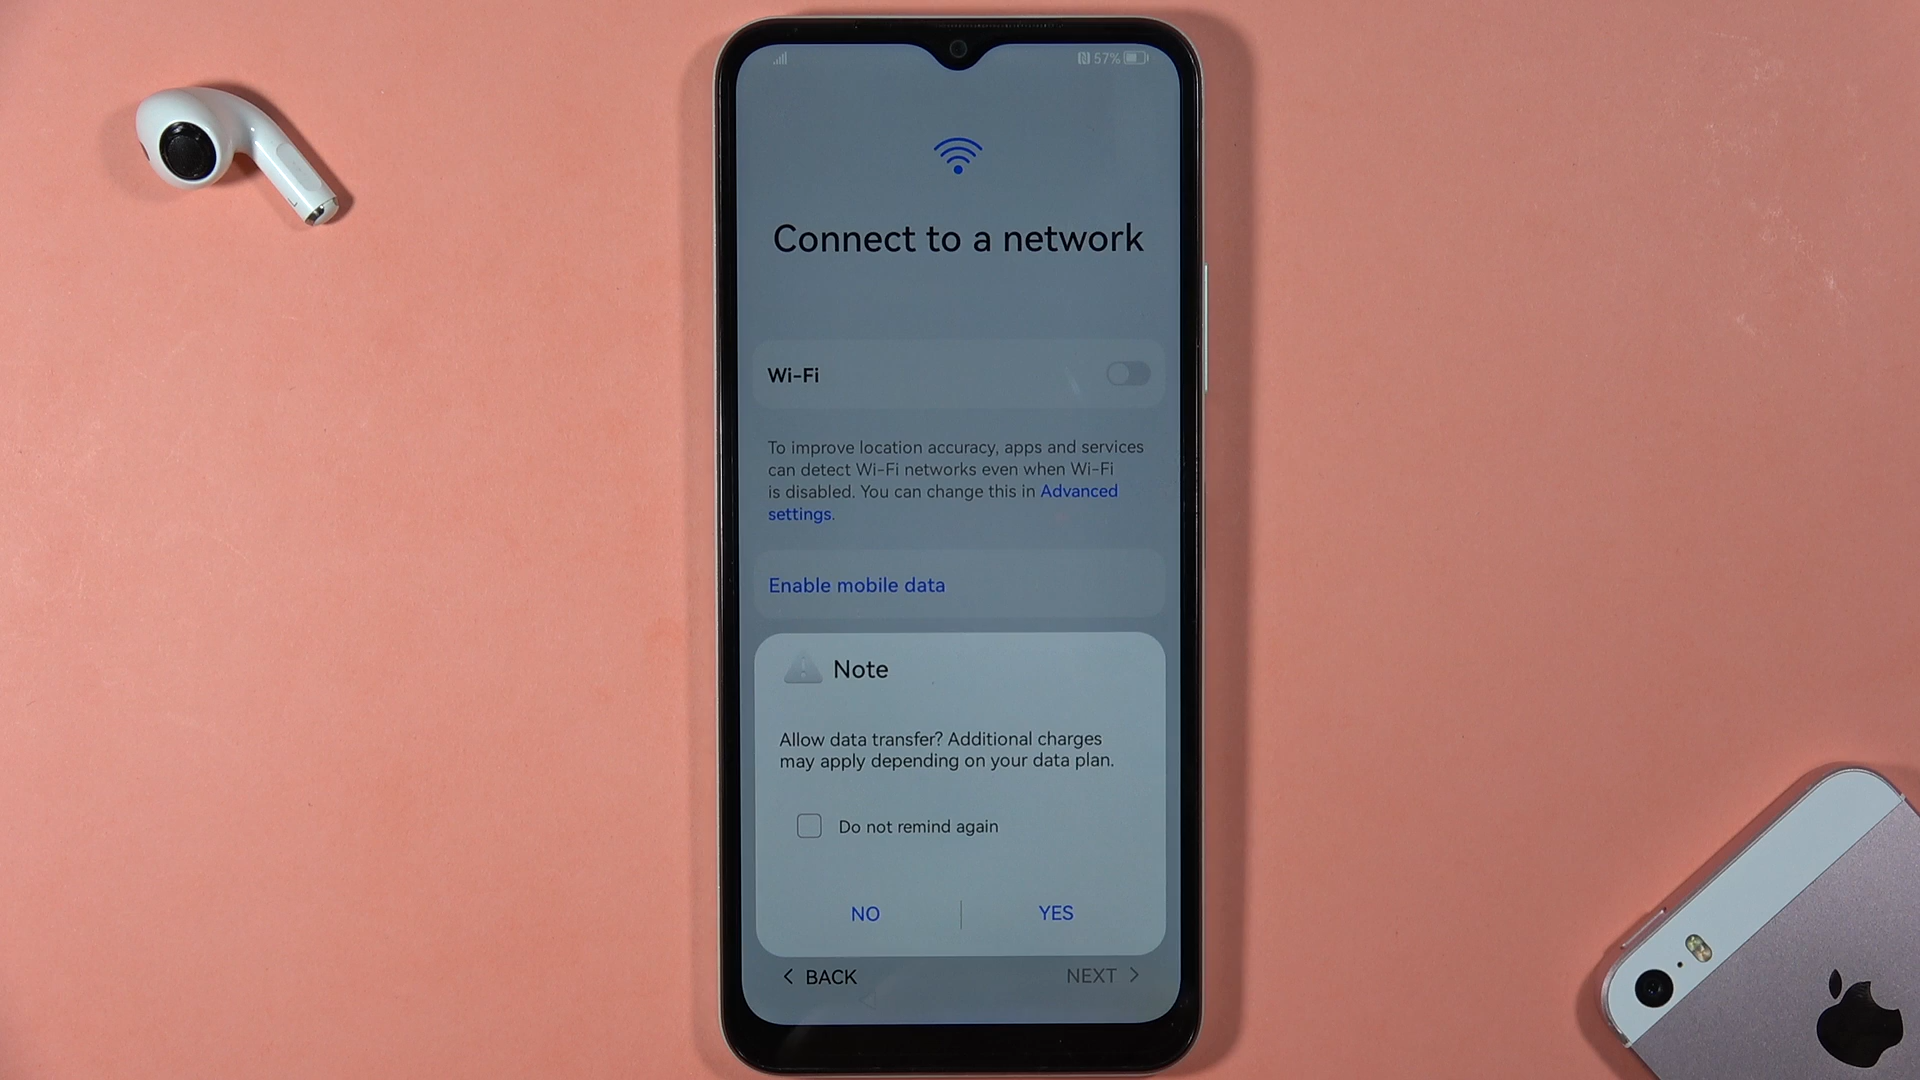 57%
Connect to a network
Wi-Fi
To improve location accuracy, apps and services
can detect Wi-Fi networks even when Wi-Fi
is disabled. You can change this in Advanced
settings.
Enable mobile data
Note
Allow data transfer? Additional charges
may apply depending on your data plan.
Do not remind again
NO
YES
BACK
NEXT